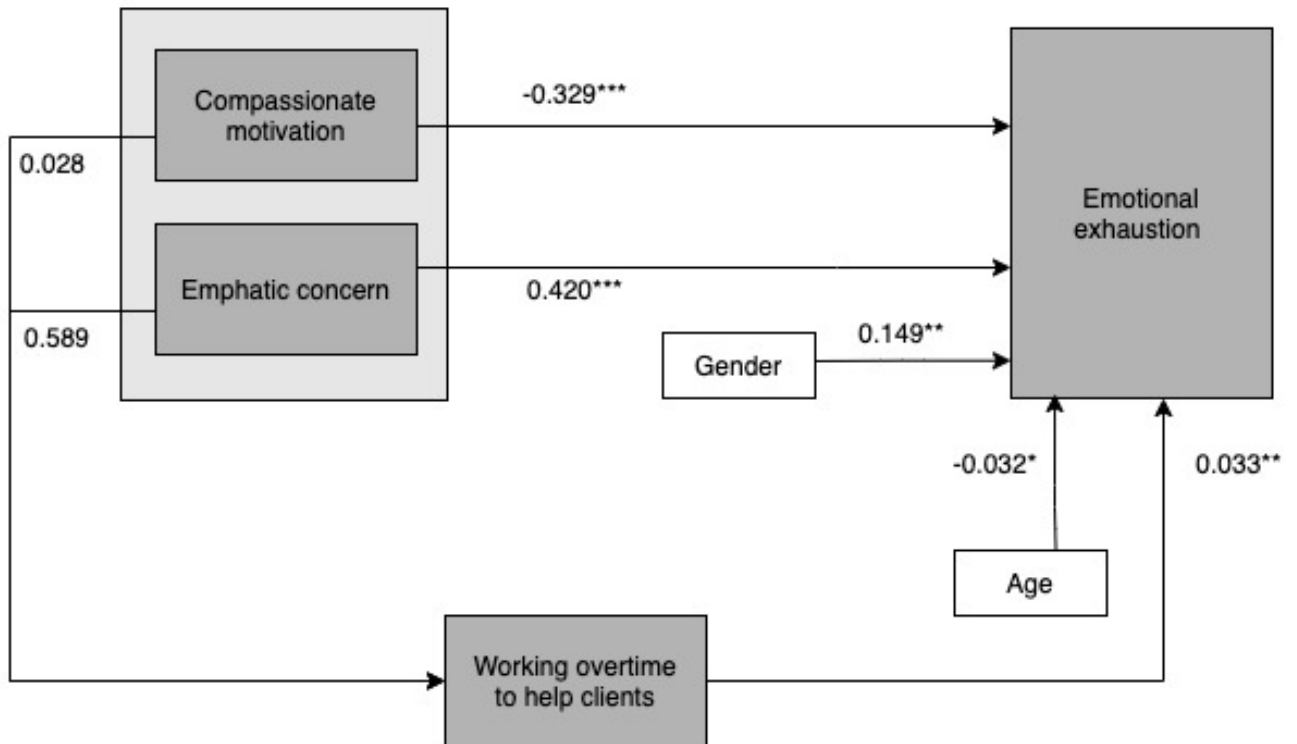 Compassionate
motivation
-0.329***
0.028
Emotional
exhaustion
Emphatic concern
0.420***
0.589
Gender
0.149**
-0.032*
0.033**
Age
Working overtime
to help clients